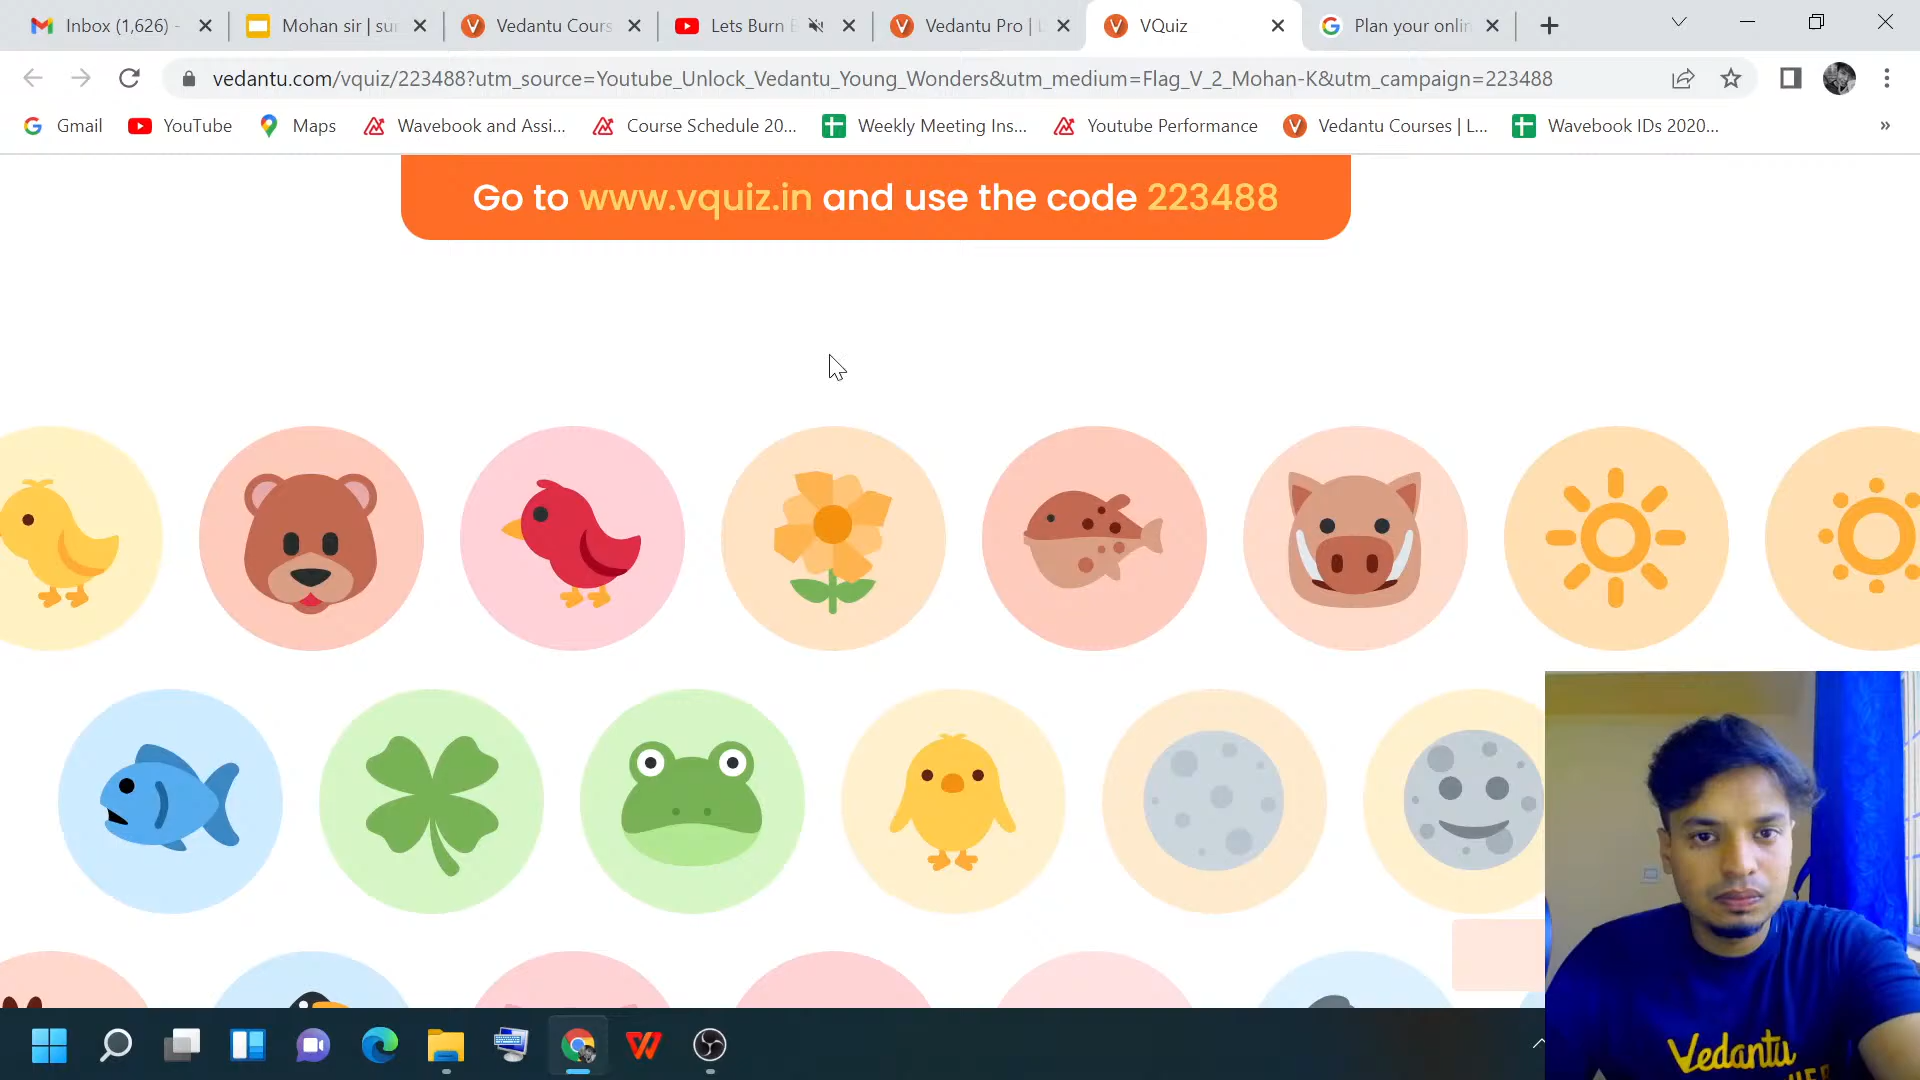 Inbox (1,626) -
Mohan sir | sur
Vedantu Cours
Lets Burn
Vedantu Pro | L
VQuiz
Plan your onlin
vedantu.com/vquiz/223488?utm_source=Youtube_Unlock_Vedantu_Young_Wonders&utm_medium=Flag_V_2_Mohan-K&utm_campaign=223488
Gmail
YouTube
Maps
Wavebook and Assi...
Course Schedule 20...
Weekly Meeting Ins...
Youtube Performance
Vedantu Courses | L...
Wavebook IDs 2020...
Go to www.vquiz.in and use the code 223488
Vedantu